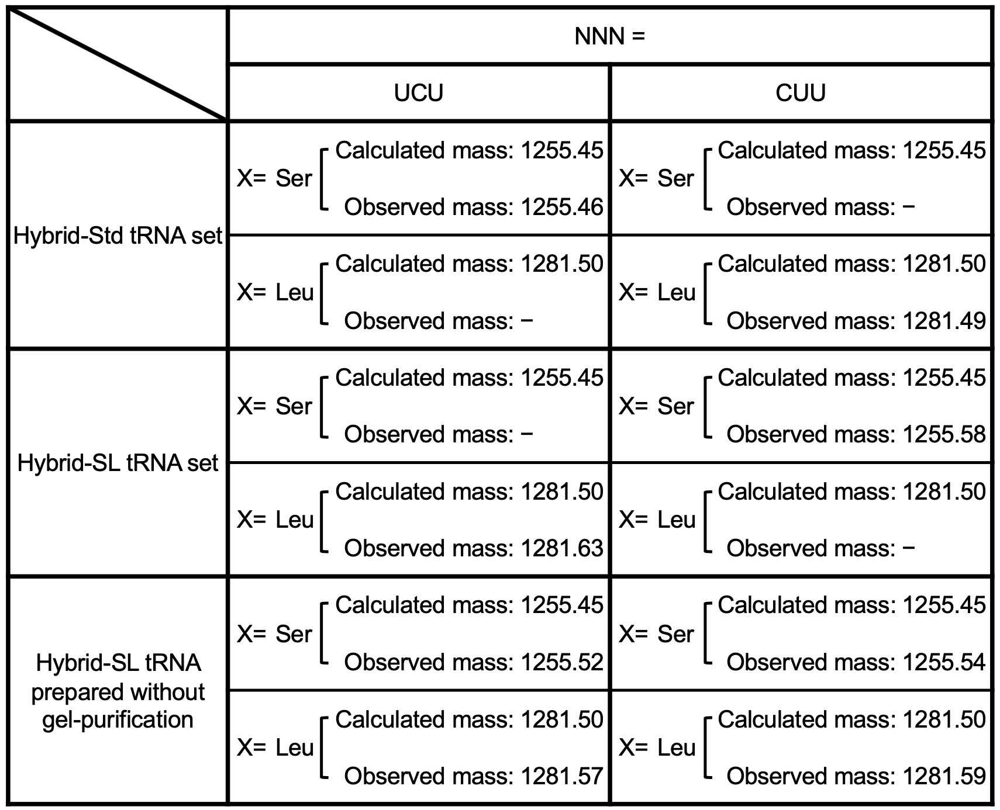 NNN =
UCU
CUU
Hybrid-Std tRNA set
X= Ser
Calculated mass: 1255.45
Observed mass: 1255.46
X= Ser
Calculated mass: 1255.45
Observed mass: –
X= Leu
Calculated mass: 1281.50
Observed mass: –
X= Leu
Calculated mass: 1281.50
Observed mass: 1281.49
Hybrid-SL tRNA set
X= Ser
Calculated mass: 1255.45
Observed mass: –
X= Ser
Calculated mass: 1255.45
Observed mass: 1255.58
X= Leu
Calculated mass: 1281.50
Observed mass: 1281.63
X= Leu
Calculated mass: 1281.50
Observed mass: –
Hybrid-SL tRNA
prepared without
gel-purification
X= Ser
Calculated mass: 1255.45
Observed mass: 1255.52
X= Ser
Calculated mass: 1255.45
Observed mass: 1255.54
X= Leu
Calculated mass: 1281.50
Observed mass: 1281.57
X= Leu
Calculated mass: 1281.50
Observed mass: 1281.59